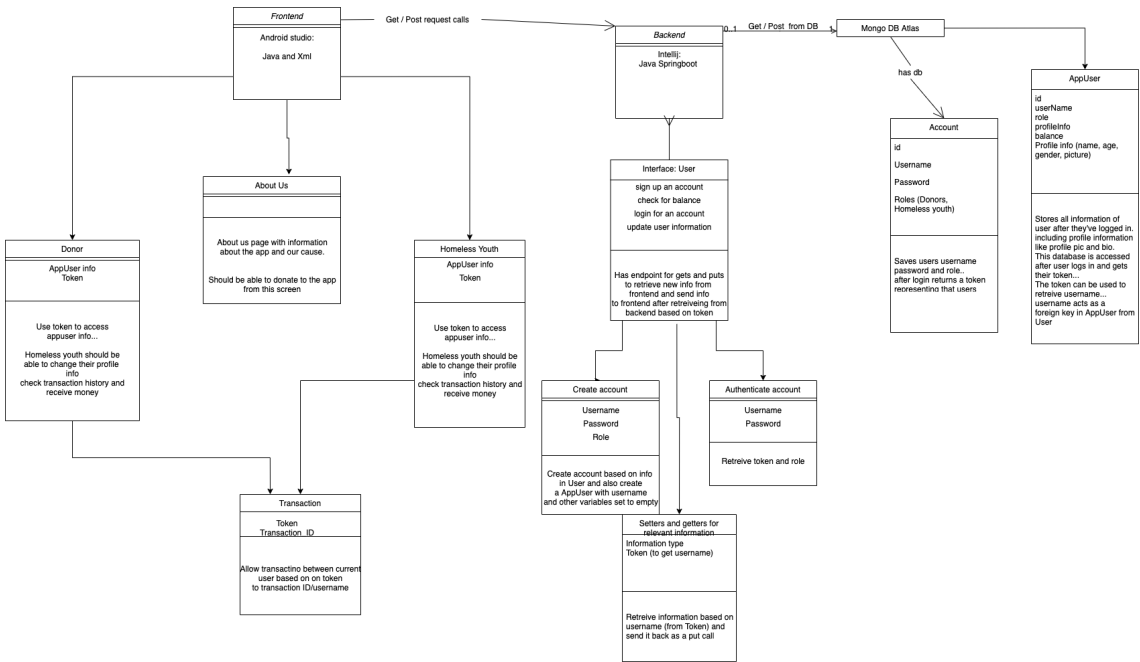 Frontend
Android studio:
Java and Xml
Get / Post request calls
Backend
Intellij:
Java Springboot
0..1
Get / Post from DB
1
Mongo DB Atlas
has db
AppUser
id
userName
role
profileInfo
balance
Profile info (name, age,
gender, picture)
Stores all information of
user after they've logged in.
including profile information
like profile pic and bio.
This database is accessed
after user logs in and gets
their token...
The token can be used to
retreive username...
username acts as a
foreign key in AppUser from
User
Account
id
Username
Password
Roles (Donors,
Homeless youth)
Saves users username
password and role..
after login returns a token
representing that users
Interface: User
sign up an account
check for balance
login for an account
update user information
Has endpoint for gets and puts
to retrieve new info from
frontend and send info
to frontend after retreiveing from
backend based on token
About Us
About us page with information
about the app and our cause.
Should be able to donate to the app
from this screen
Donor
AppUser info
Token
Use token to access
appuser info...
Homeless youth should be
able to change their profile
info
check transaction history and
receive money
Homeless Youth
AppUser info
Token
Use token to access
appuser info...
Homeless youth should be
able to change their profile
info
check transaction history and
receive money
Create account
Username
Password
Role
Create account based on info
in User and also create
a AppUser with username
and other variables set to empty
Authenticate account
Username
Password
Retreive token and role
Transaction
Token
Transaction_ID
Allow transactino between current
user based on on token
to transaction ID/username
Setters and getters for
relevant information
Information type
Token (to get username)
Retreive information based on
username (from Token) and
send it back as a put call